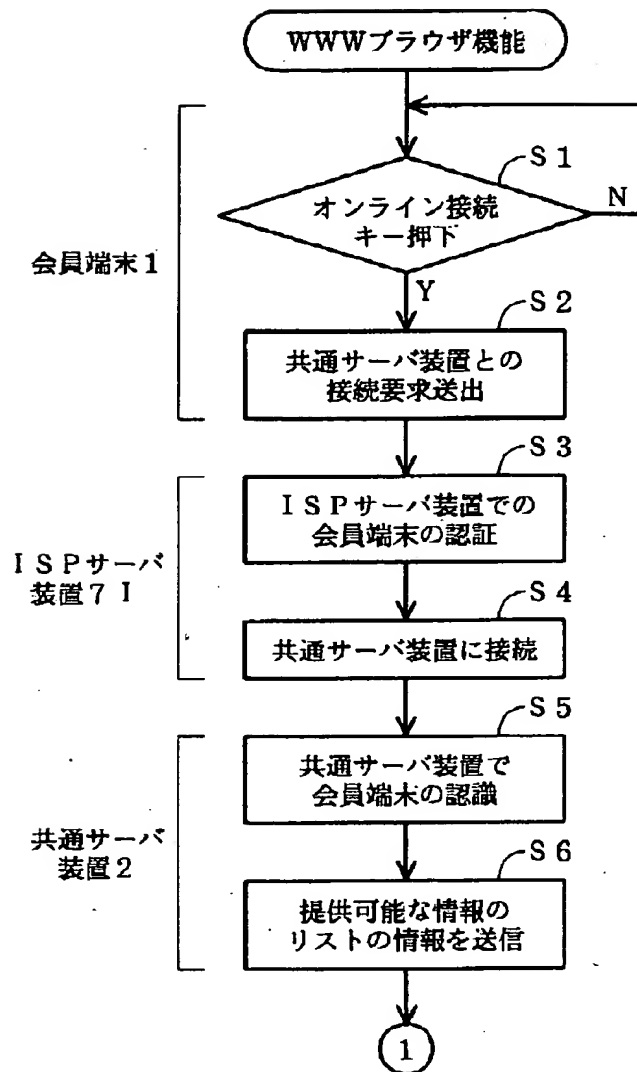 WWWブラウザ機能
S1
オンライン接続
キー押下
N
会員端末1
Y
S2
共通サーバ装置との
接続要求送出
S3
ISPサーバ装置での
会員端末の認証
ISPサーバ
装置7I
S4
共通サーバ装置に接続
S5
共通サーバ装置で
会員端末の認識
共通サーバ
装置2
S6
提供可能な情報の
リストの情報を送信
1